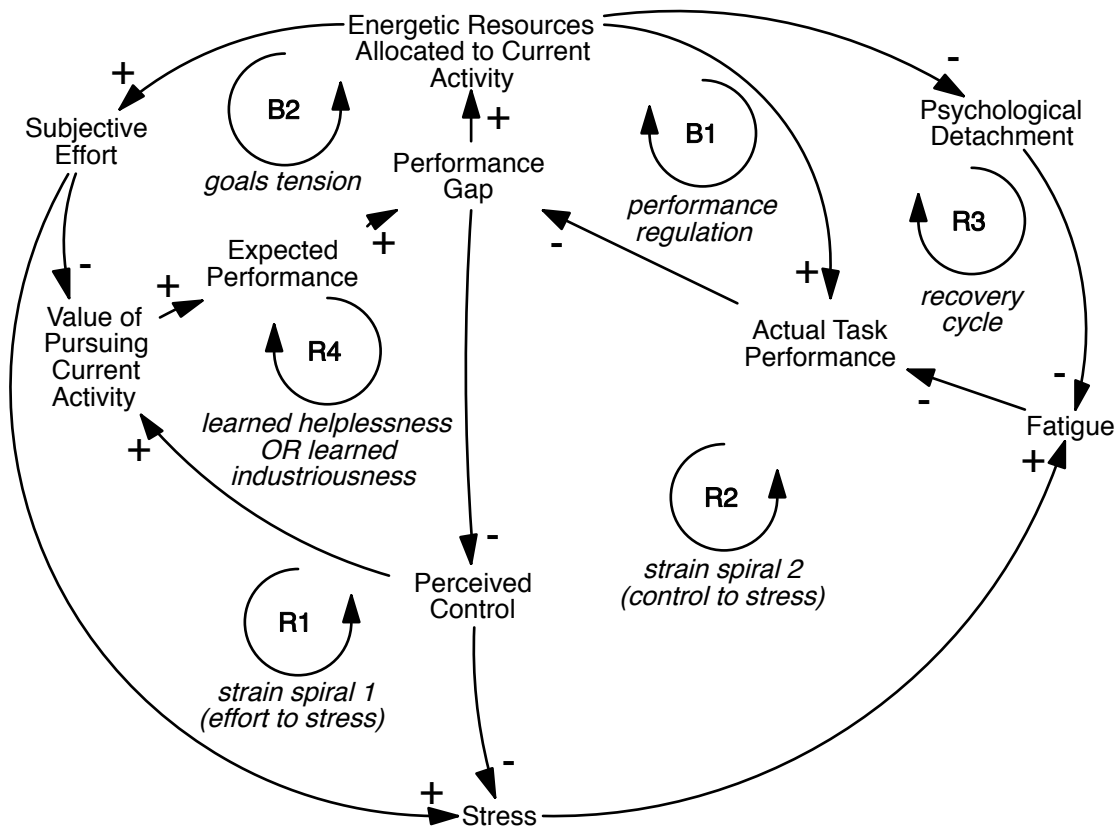 Energetic Resources
Allocated to Current
Activity
+
-
B2
goals tension
+
B1
performance
regulation
Psychological
Detachment
Subjective
Effort
Performance
Gap
R3
recovery
cycle
-
+
Expected
Performance
+
-
+
Value of
Pursuing
Current
Activity
R4
learned helplessness
OR learned
industriousness
Actual Task
Performance
-
-
Fatigue
+
+
R2
strain spiral 2
(control to stress)
-
Perceived
Control
R1
strain spiral 1
(effort to stress)
-
+
Stress